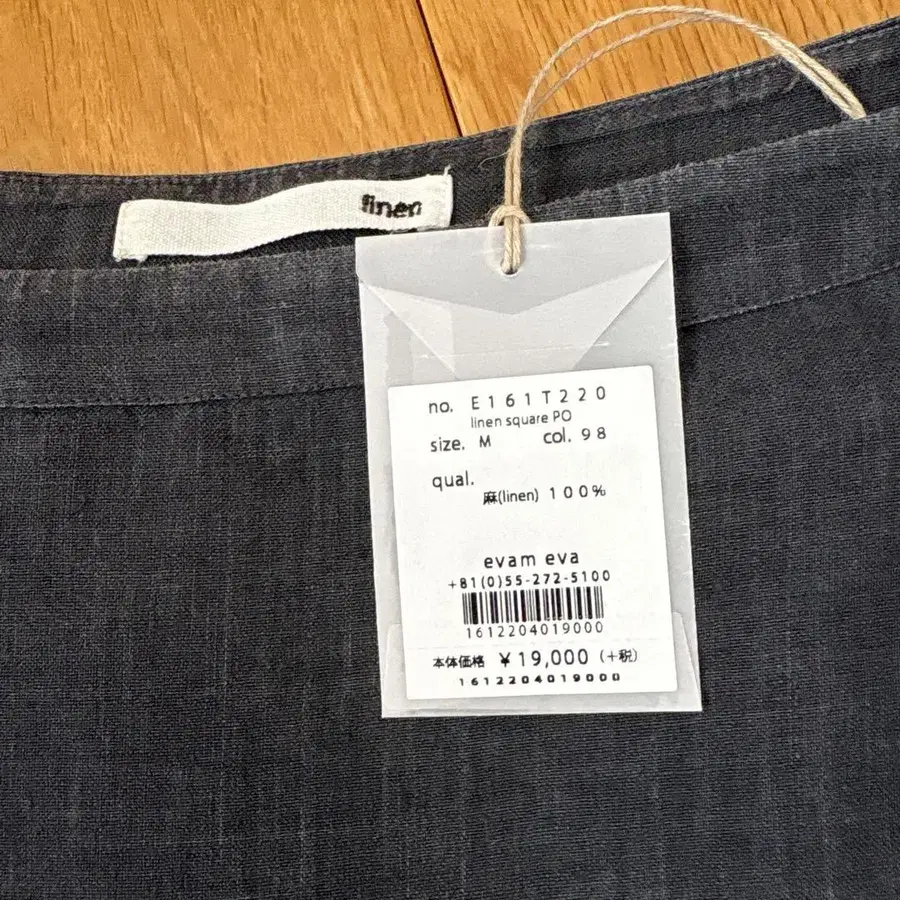 linen
no. E161T220
linen square PO
size. M col. 98
qual.
麻(linen) 100%
evam eva
+81(0)55-272-5100
1612204019000
本体価格 ¥19,000 (+税)
1612204019000